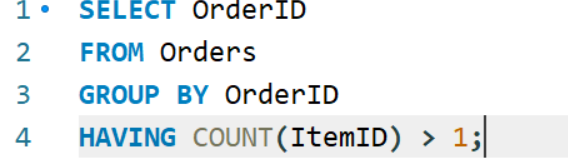 1 SELECT OrderID
2 FROM Orders
3 GROUP BY OrderID
4 HAVING COUNT(ItemID) > 1;